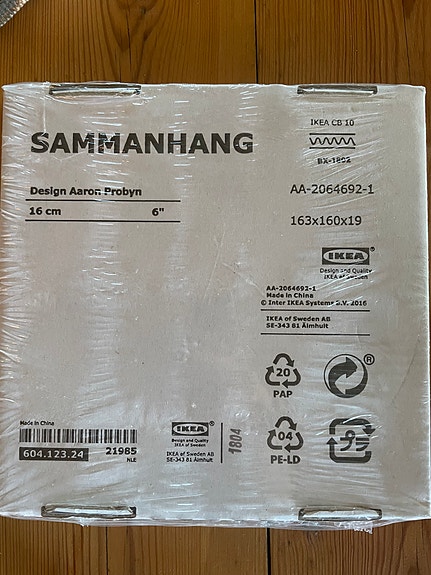 IKEA CB 10
SAMMANHANG
BX-1802
Design Aaron Probyn
AA-2064692-1
16 cm 6"
163x160x19
IKEA®
Design and Quality
IKEA of Sweden
AA-2064692-1
Made in China
© Inter IKEA Systems B.V. 2016
IKEA of Sweden AB
SE-343 81 Älmhult
20
PAP
®
Made in China
604.123.24
21985
NLE
IKEA®
Design and Quality
IKEA of Sweden
IKEA of Sweden AB
SE-343 81 Älmhult
1804
04
PE-LD